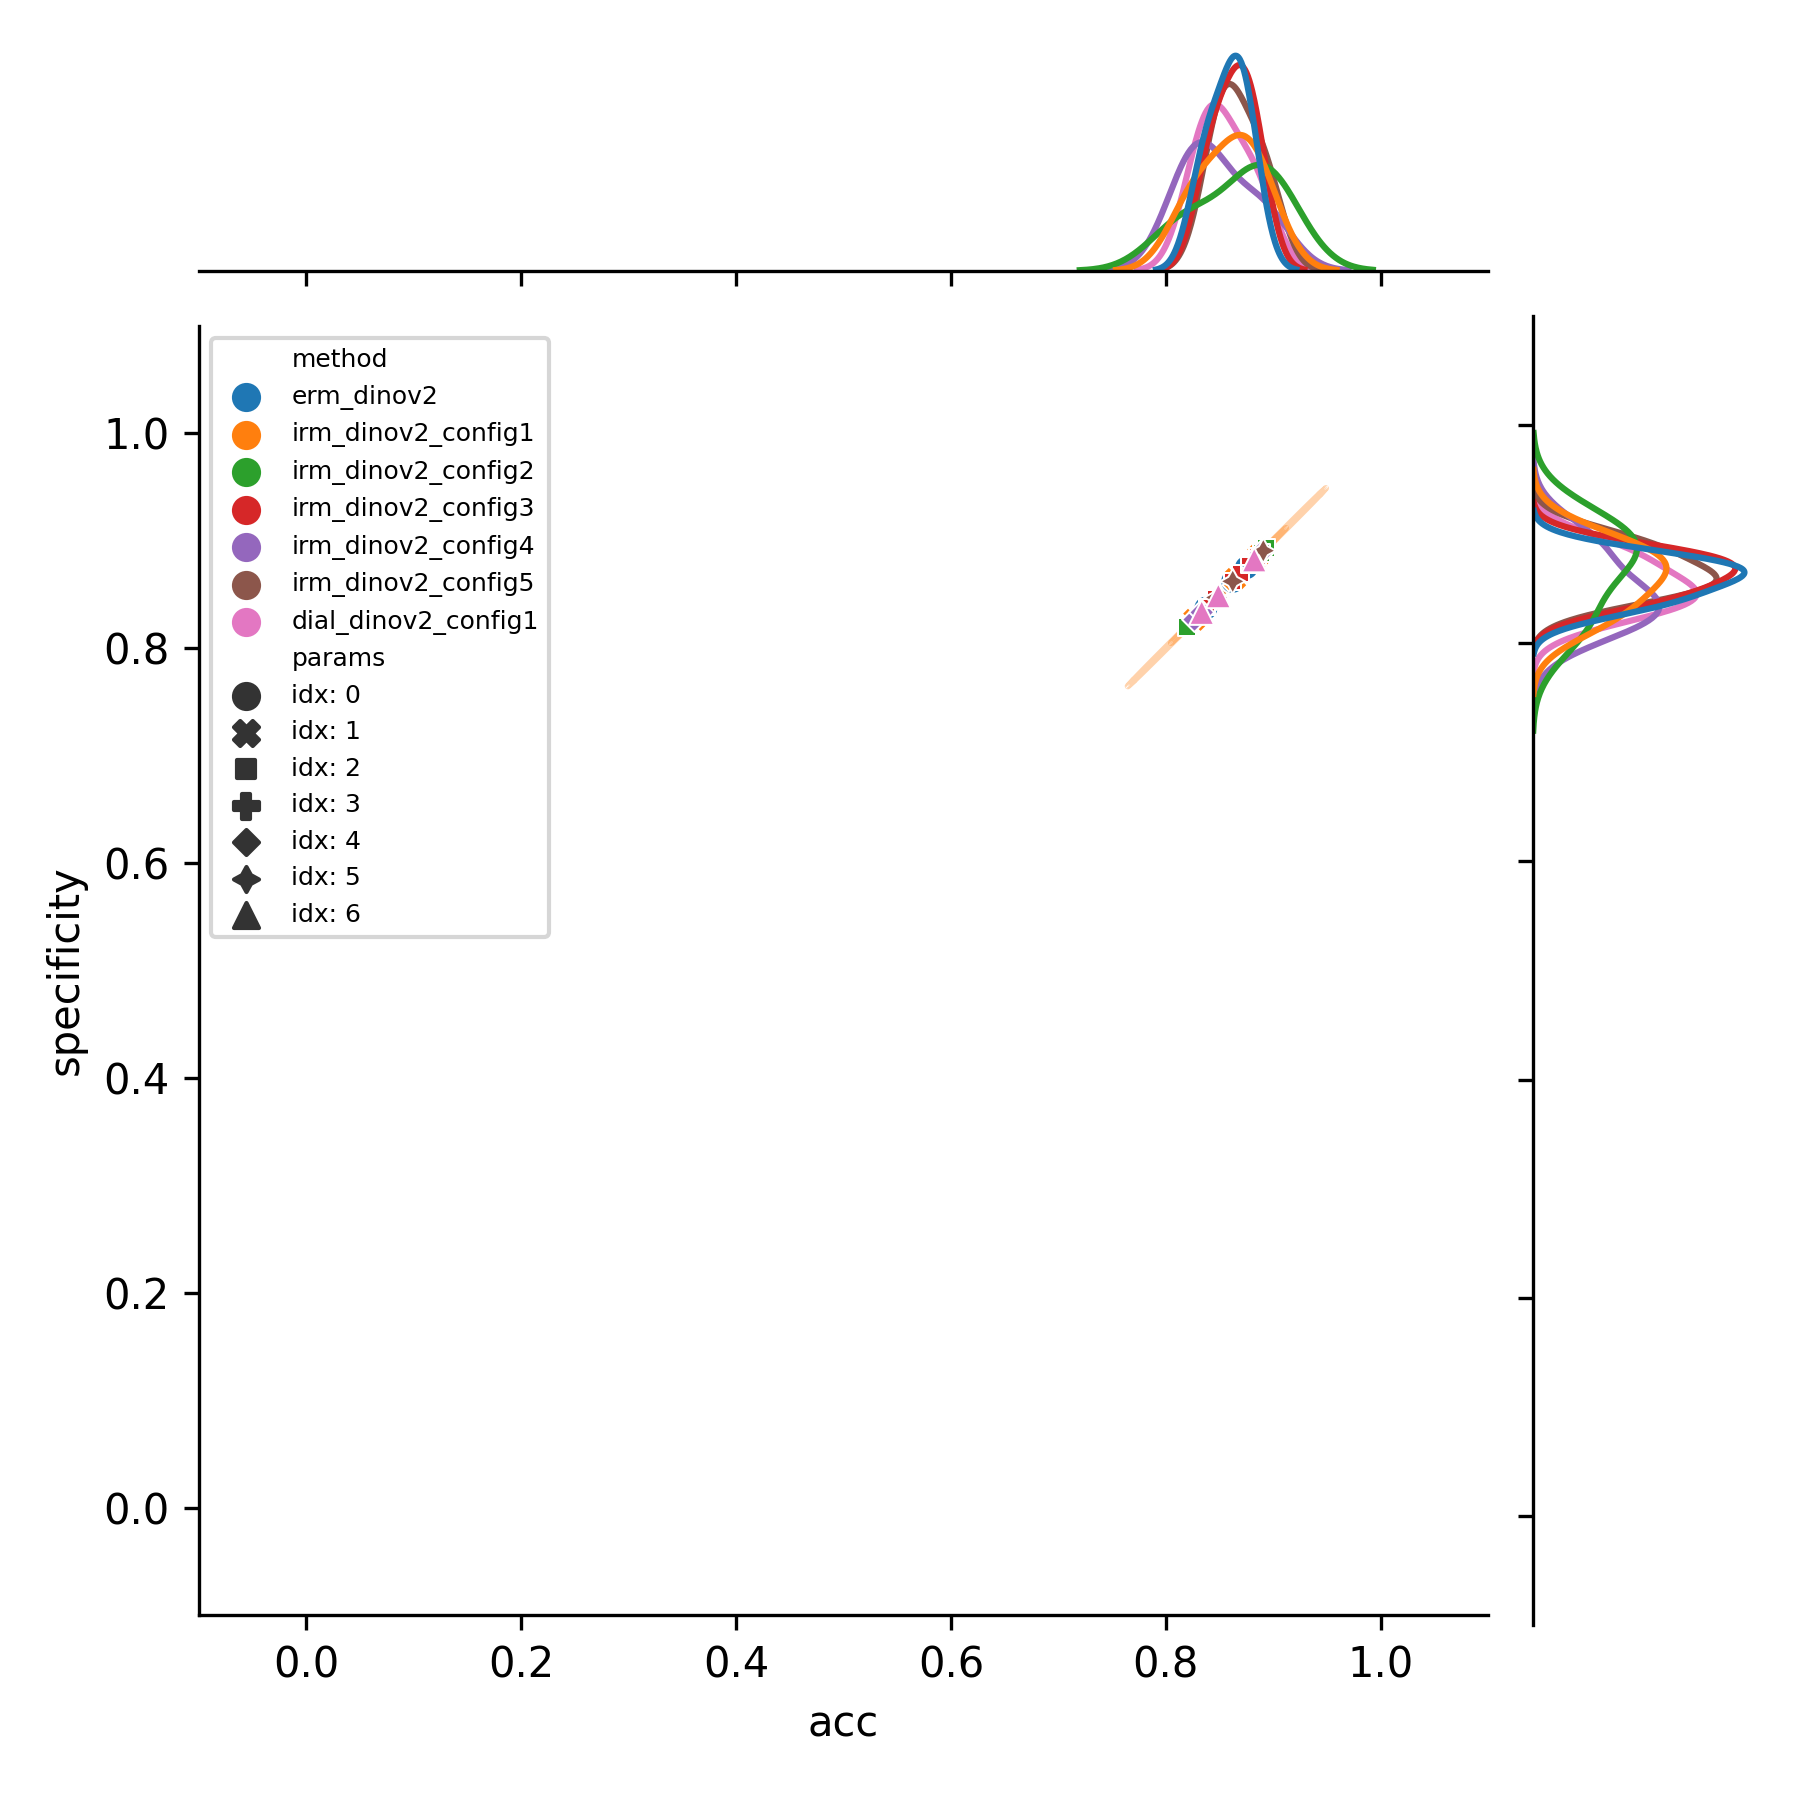 method
erm_dinov2
irm_dinov2_config1
irm_dinov2_config2
irm_dinov2_config3
irm_dinov2_config4
irm_dinov2_config5
dial_dinov2_config1
params
idx: 0
idx: 1
idx: 2
idx: 3
idx: 4
idx: 5
idx: 6
specificity
1.0
0.8
0.6
0.4
0.2
0.0
0.0 0.2 0.4 0.6 0.8 1.0
acc